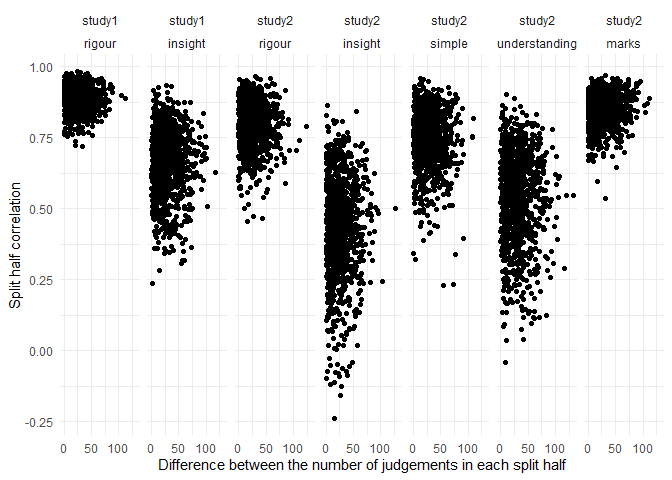 study1 study1 study2 study2 study2 study2 study2
rigour insight rigour insight simple understanding marks
1.00
0.75
0.50
0.25
0.00
-0.25
Split half correlation
0 50 100 0 50 100 0 50 100 0 50 100 0 50 100 0 50 100 0 50 100
Difference between the number of judgements in each split half